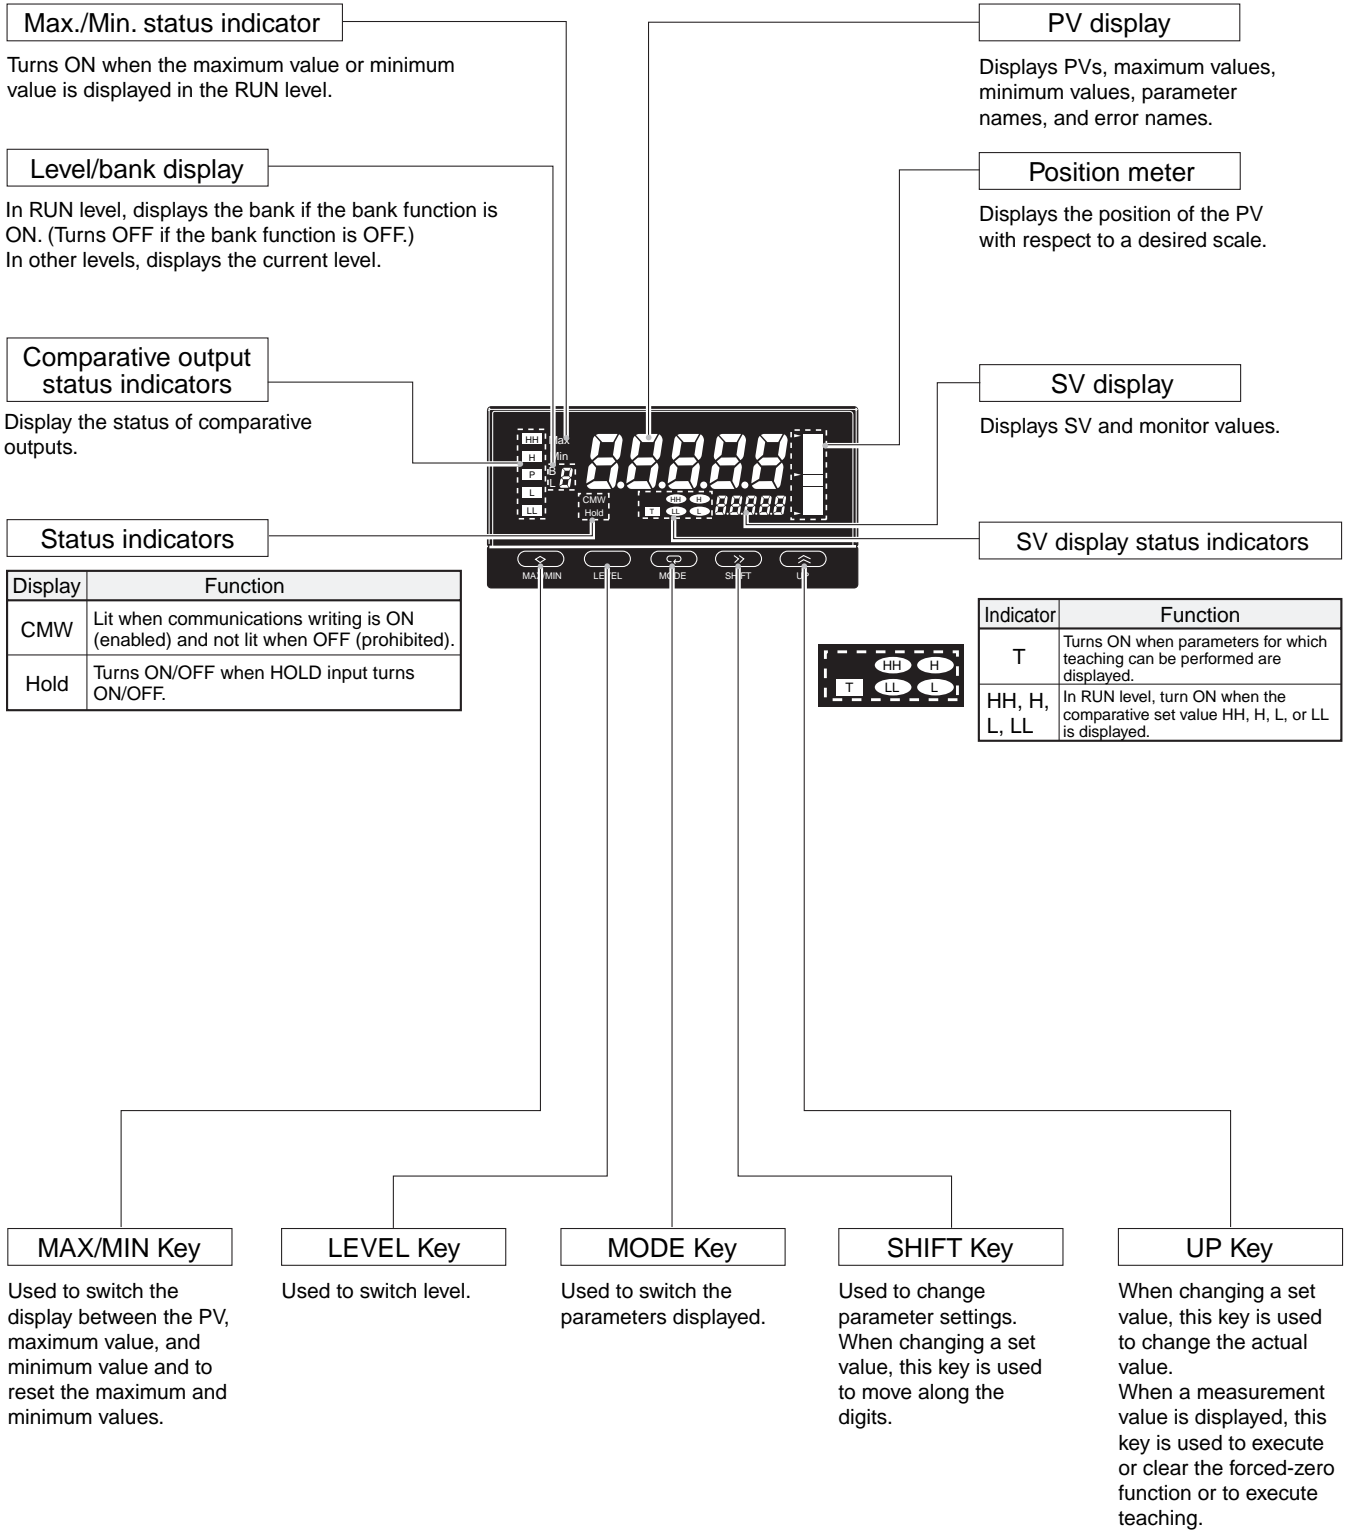 Max./Min. status indicator
Turns ON when the maximum value or minimum
value is displayed in the RUN level.
Level/bank display
In RUN level, displays the bank if the bank function is
ON. (Turns OFF if the bank function is OFF.)
In other levels, displays the current level.
Comparative output
status indicators
Display the status of comparative
outputs.
Status indicators
Display Function
CMW Lit when communications writing is ON
(enabled) and not lit when OFF (prohibited).
Hold Turns ON/OFF when HOLD input turns
ON/OFF.
PV display
Displays PVs, maximum values,
minimum values, parameter
names, and error names.
Position meter
Displays the position of the PV
with respect to a desired scale.
SV display
Displays SV and monitor values.
SV display status indicators
Indicator Function
T Turns ON when parameters for which
teaching can be performed are
displayed.
HH, H,
L, LL
In RUN level, turn ON when the
comparative set value HH, H, L, or LL
is displayed.
HH Max
H Min
P B
L L 8
LL
88888
CMW
Hold
HH H
T LL L
88888
MAX/MIN LEVEL MODE SHIFT UP
HH H
T LL L
MAX/MIN Key
Used to switch the
display between the PV,
maximum value, and
minimum value and to
reset the maximum and
minimum values.
LEVEL Key
Used to switch level.
MODE Key
Used to switch the
parameters displayed.
SHIFT Key
Used to change
parameter settings.
When changing a set
value, this key is used
to move along the
digits.
UP Key
When changing a set
value, this key is used
to change the actual
value.
When a measurement
value is displayed, this
key is used to execute
or clear the forced-zero
function or to execute
teaching.